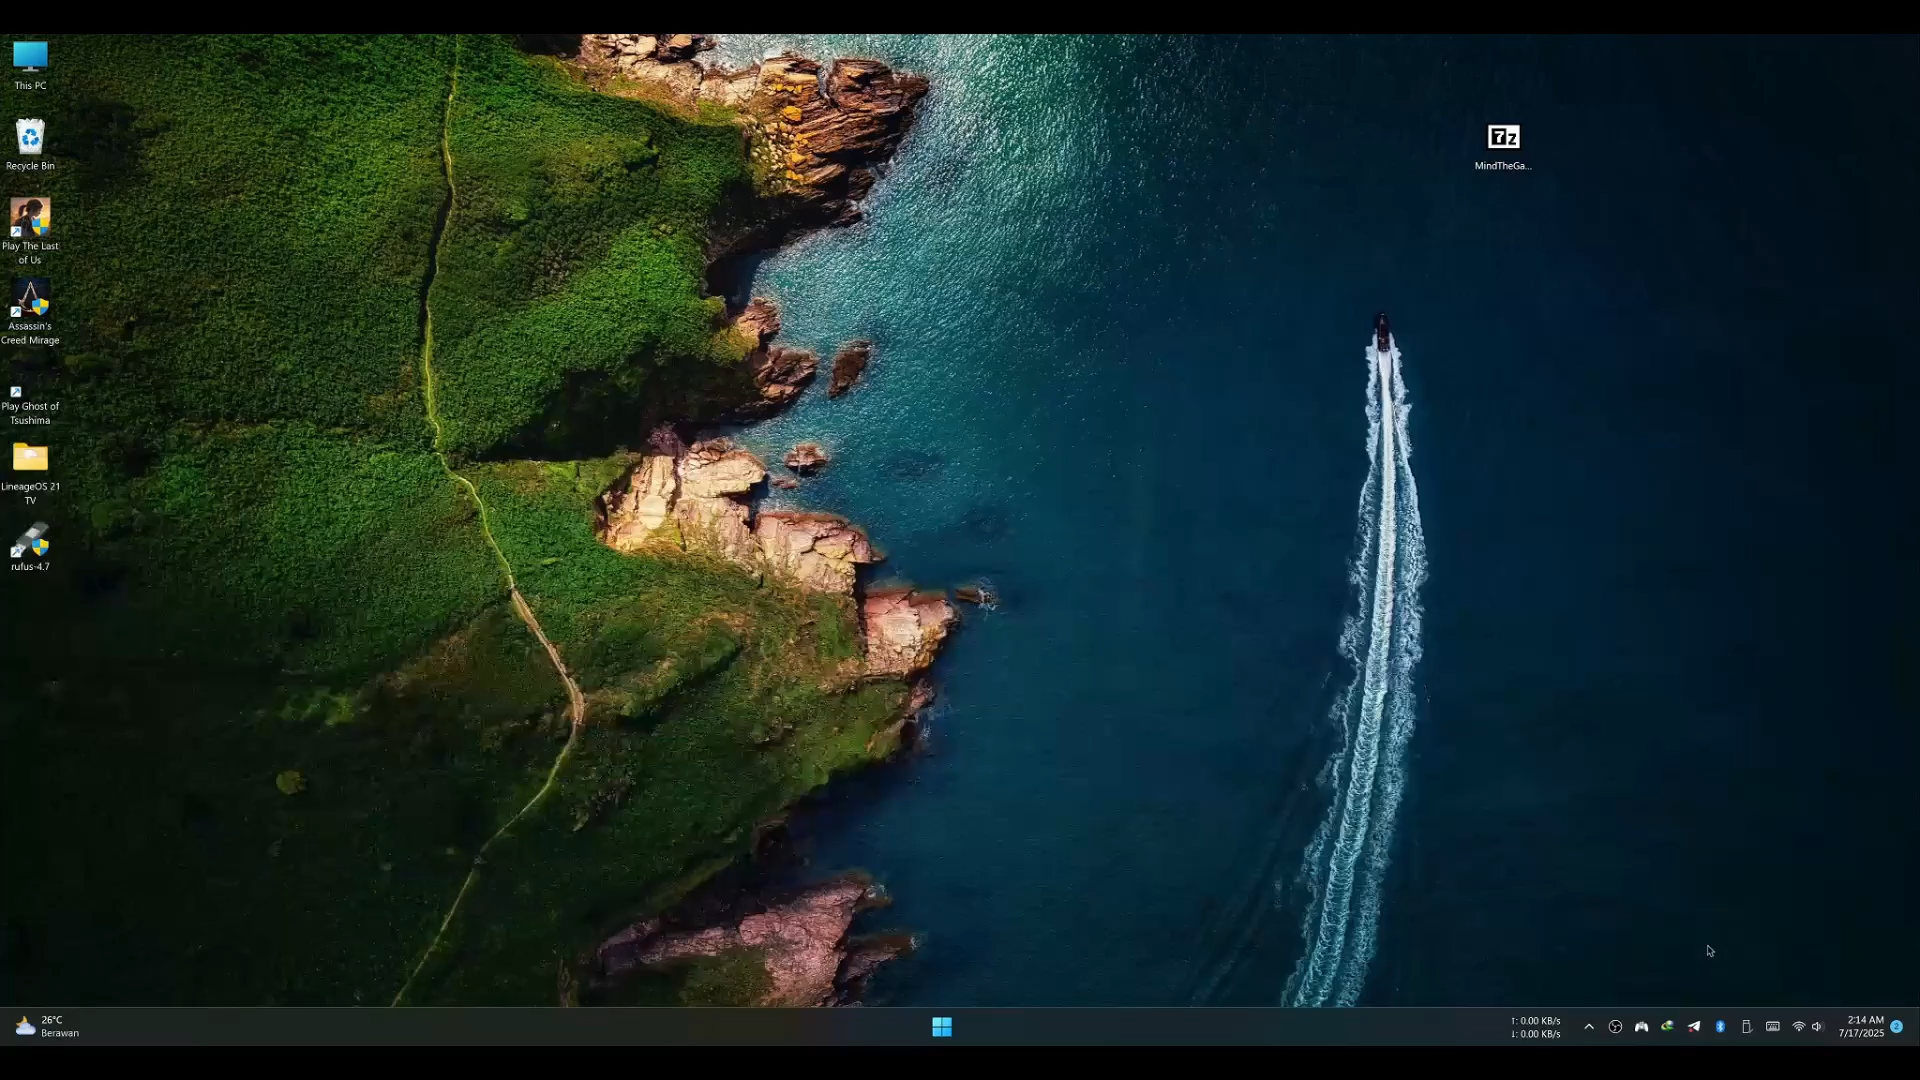 This PC
Recycle Bin
Play The Last
of Us
Assassin's
Creed Mirage
Play Ghost of
Tsushima
LineageOS 21
TV
rufus-4.7
7z
MindTheGa...
26°C
Berawan
↑: 0.00 KB/s
↓: 0.00 KB/s
2:14 AM
7/17/2025
2